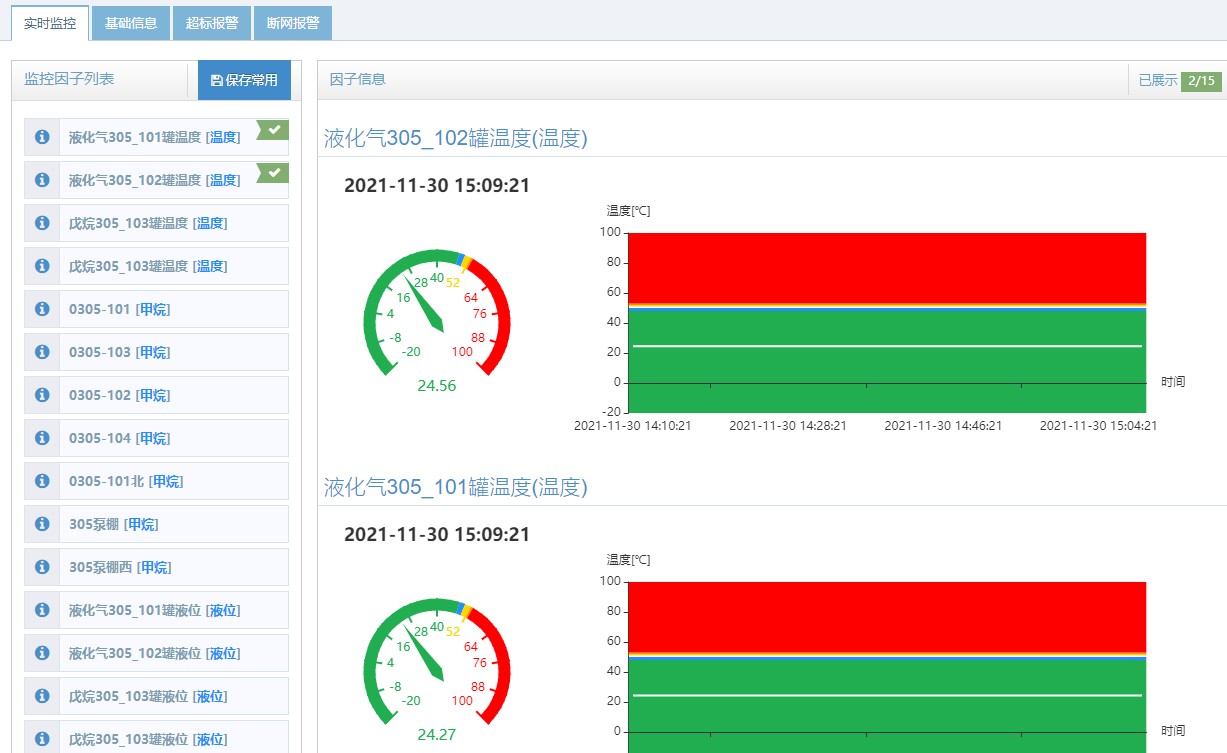 实时监控 基础信息 超标报警 断网报警
监控因子列表 保存常用
液化气305_101罐温度 [温度]
液化气305_102罐温度 [温度]
戊烷305_103罐温度 [温度]
戊烷305_103罐温度 [温度]
0305-101 [甲烷]
0305-103 [甲烷]
0305-102 [甲烷]
0305-104 [甲烷]
0305-101北 [甲烷]
305泵棚 [甲烷]
305泵棚西 [甲烷]
液化气305_101罐液位 [液位]
液化气305_102罐液位 [液位]
戊烷305_103罐液位 [液位]
戊烷305_103罐液位 [液位]
因子信息 已展示 2/15
液化气305_102罐温度(温度)
2021-11-30 15:09:21
-20
-8
4
16
28
40
52
64
76
88
100
24.56
温度[℃]
100
80
60
40
20
0
-20
时间
2021-11-30 14:10:21 2021-11-30 14:28:21 2021-11-30 14:46:21 2021-11-30 15:04:21
液化气305_101罐温度(温度)
2021-11-30 15:09:21
-20
-8
4
16
28
40
52
64
76
88
100
24.27
温度[℃]
100
80
60
40
20
0
时间